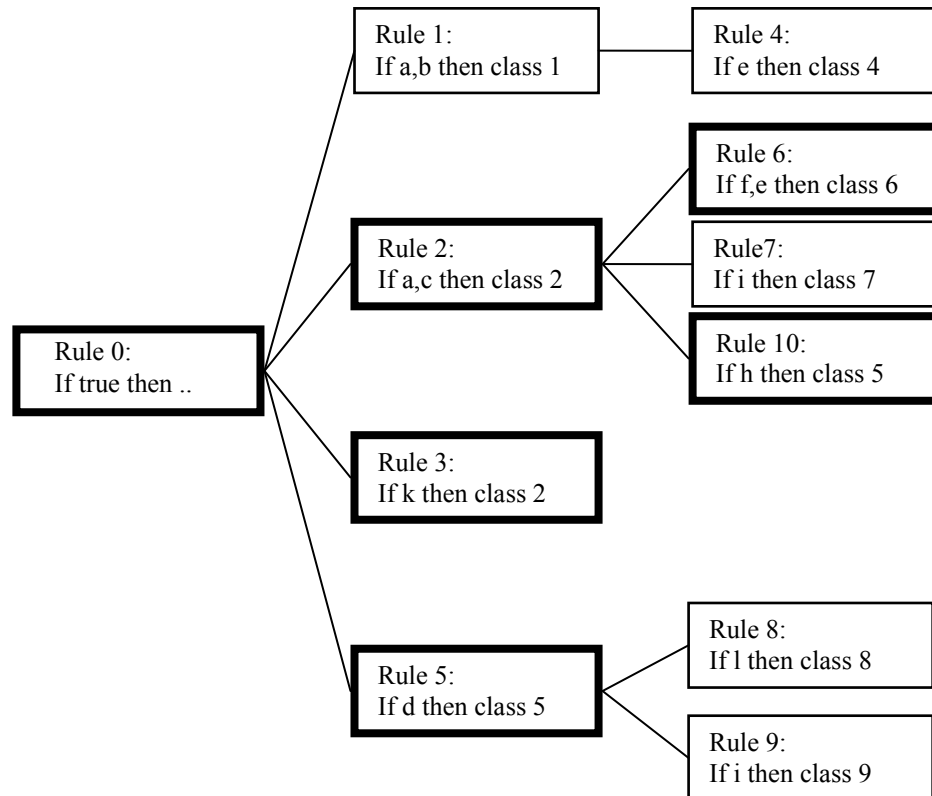 Rule 1:
If a,b then class 1
Rule 4:
If e then class 4
Rule 6:
If f,e then class 6
Rule 2:
If a,c then class 2
Rule7:
If i then class 7
Rule 10:
If h then class 5
Rule 0:
If true then ..
Rule 3:
If k then class 2
Rule 5:
If d then class 5
Rule 8:
If l then class 8
Rule 9:
If i then class 9